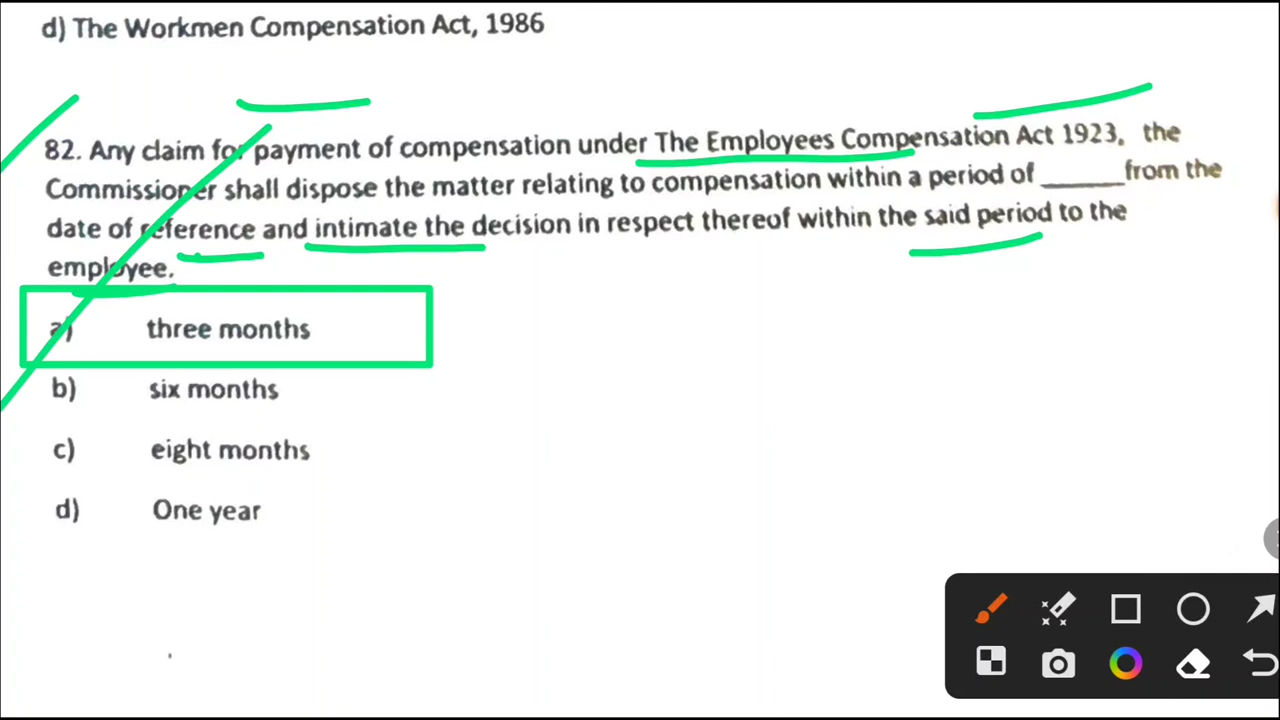 d) The Workmen Compensation Act, 1986
82. Any claim for payment of compensation under The Employees Compensation Act 1923, the
Commissioner shall dispose the matter relating to compensation within a period of ______from the
date of reference and intimate the decision in respect thereof within the said period to the
employee.
a) three months
b) six months
c) eight months
d) One year